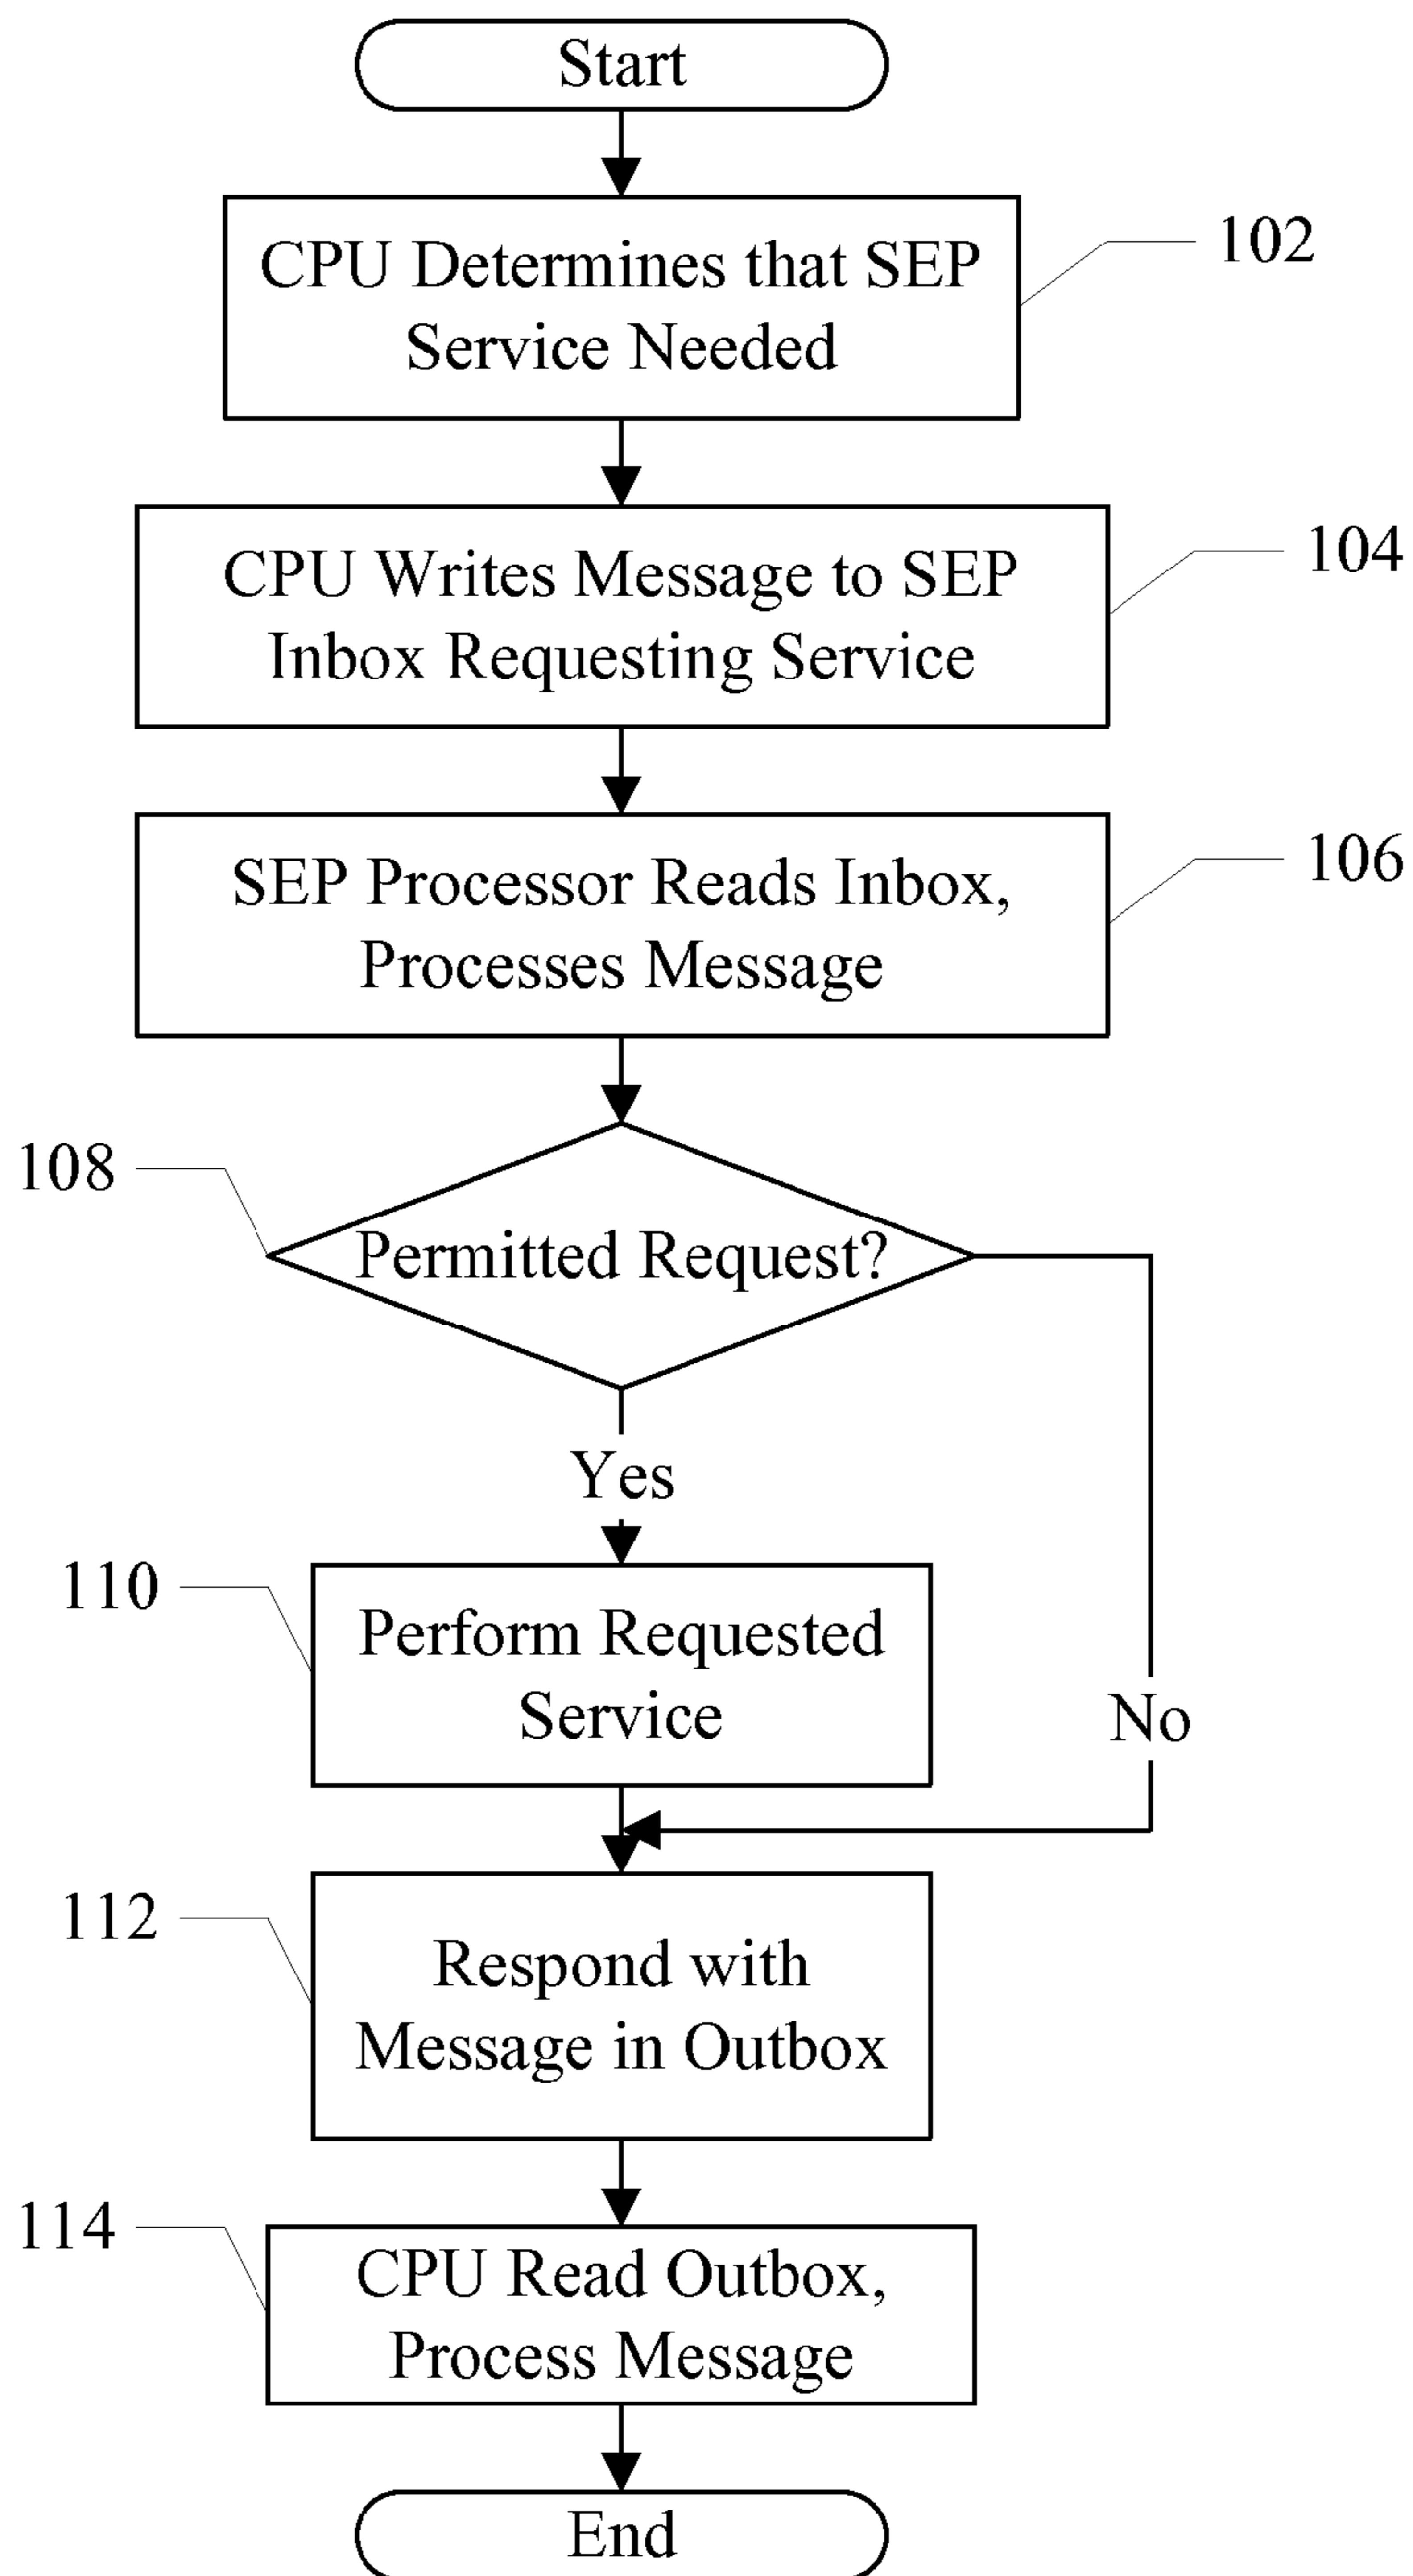 Start
CPU Determines that SEP
Service Needed
102
CPU Writes Message to SEP
Inbox Requesting Service
104
SEP Processor Reads Inbox,
Processes Message
106
108
Permitted Request?
Yes
110
Perform Requested
Service
No
112
Respond with
Message in Outbox
114
CPU Read Outbox,
Process Message
End